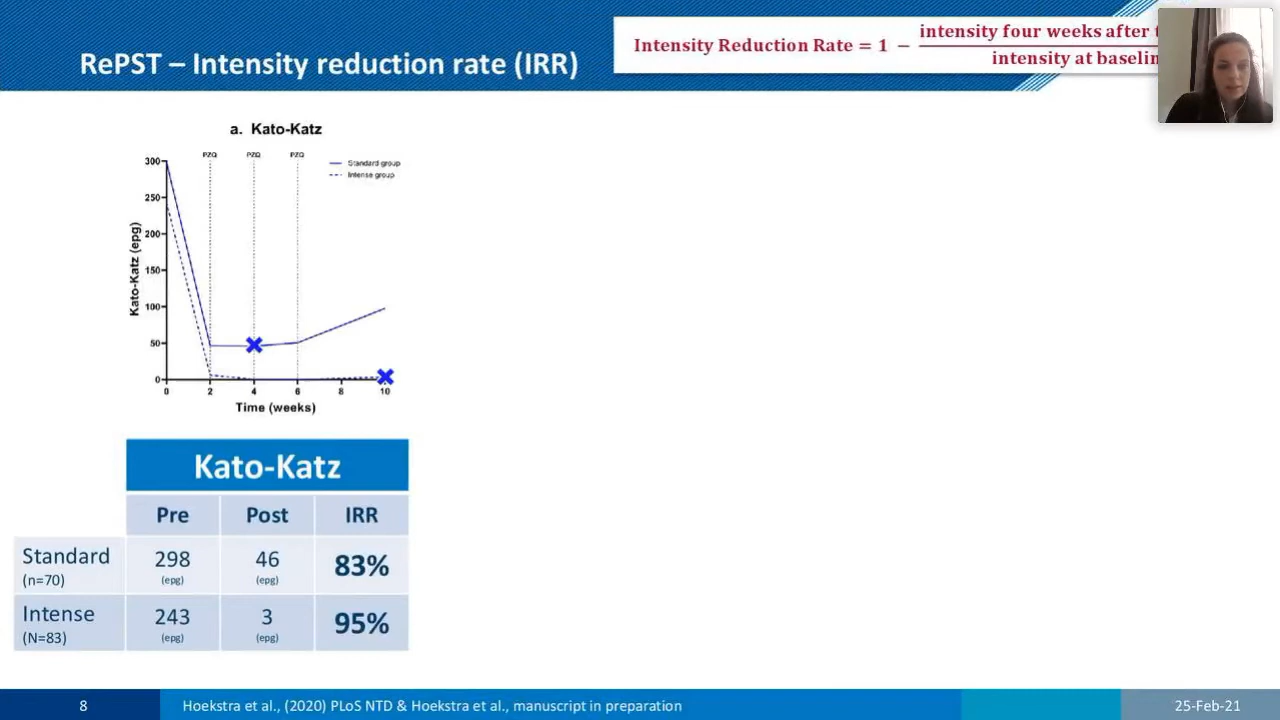 RePST – Intensity reduction rate (IRR)
Intensity Reduction Rate = 1 − intensity four weeks after
intensity at baselin
a. Kato-Katz
PZQ PZQ PZQ
Standard group
Intense group
Kato-Katz (epg)
300
250
200
150
100
50
0
0 2 4 6 8 10
Time (weeks)
Kato-Katz
Pre Post IRR
Standard 298 46 83%
(n=70) (epg) (epg)
Intense 243 3 95%
(N=83) (epg) (epg)
8 Hoekstra et al., (2020) PLoS NTD & Hoekstra et al., manuscript in preparation 25-Feb-21